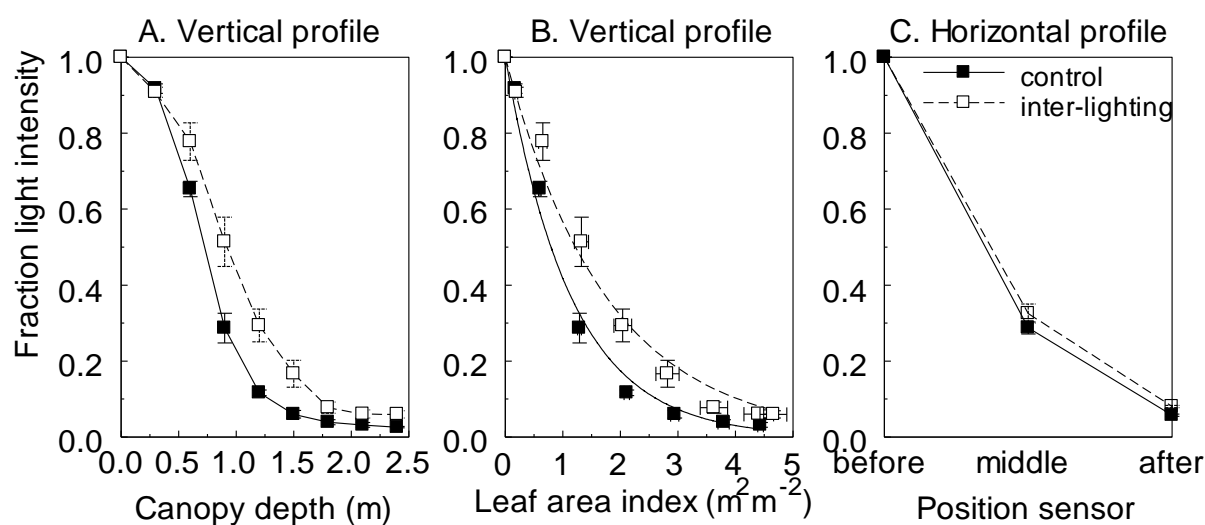 A. Vertical profile
B. Vertical profile
C. Horizontal profile
Fraction light intensity
1.0
0.8
0.6
0.4
0.2
0.0
0.0 0.5 1.0 1.5 2.0 2.5
Canopy depth (m)
1.0
0.8
0.6
0.4
0.2
0.0
0 1 2 3 4 5
Leaf area index (m²m⁻²)
1.0
0.8
0.6
0.4
0.2
0.0
control
inter-lighting
before middle after
Position sensor